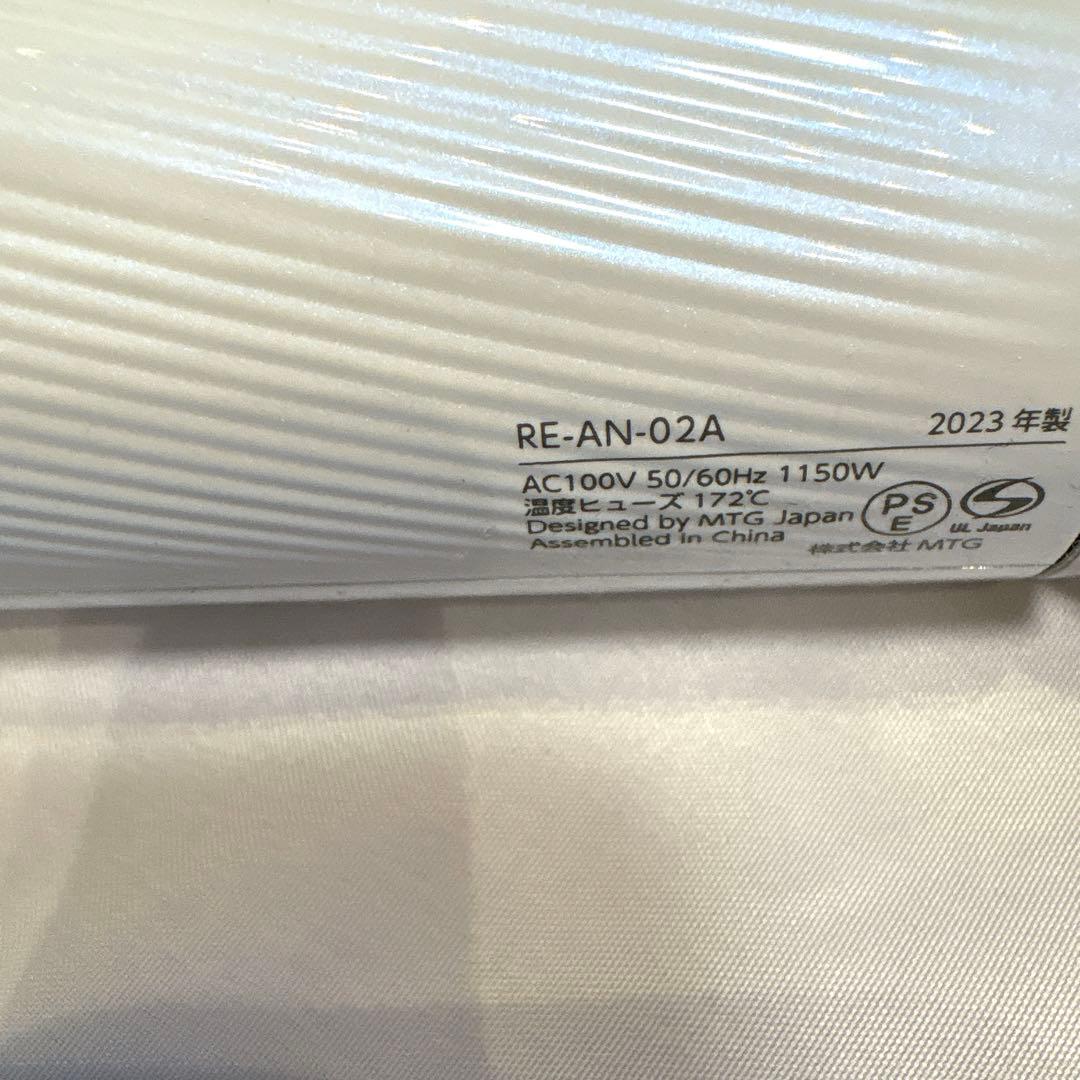 RE-AN-02A 2023年製
AC100V 50/60Hz 1150W
温度ヒューズ 172℃
Designed by MTG Japan
Assembled in China
PS
E
UL Japan
株式会社 MTG